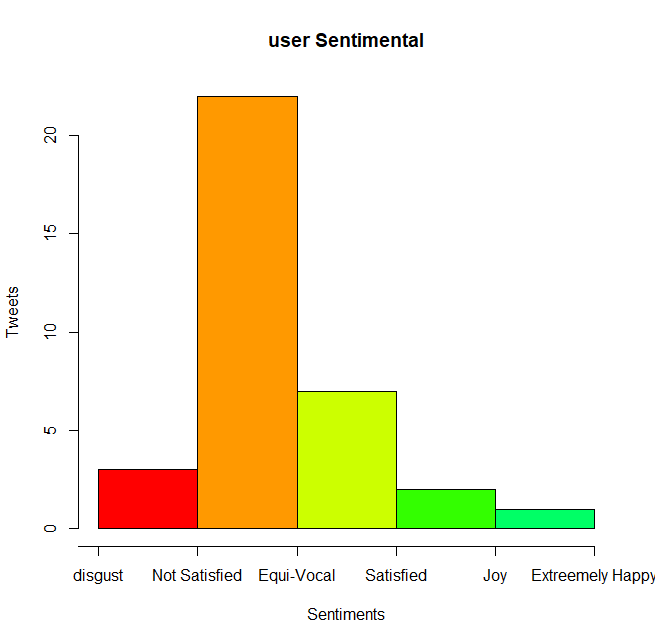 user Sentimental
Tweets
20
15
10
5
0
disgust Not Satisfied Equi-Vocal Satisfied Joy Extreemely Happy
Sentiments